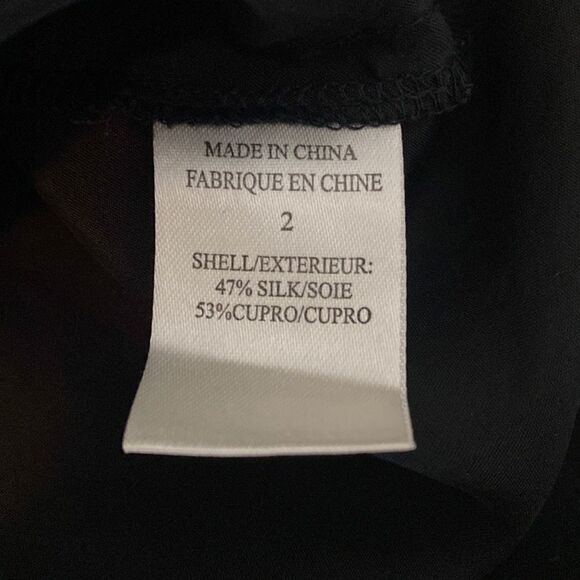 MADE IN CHINA
FABRIQUE EN CHINE
2
SHELL/EXTERIEUR:
47% SILK/SOIE
53%CUPRO/CUPRO